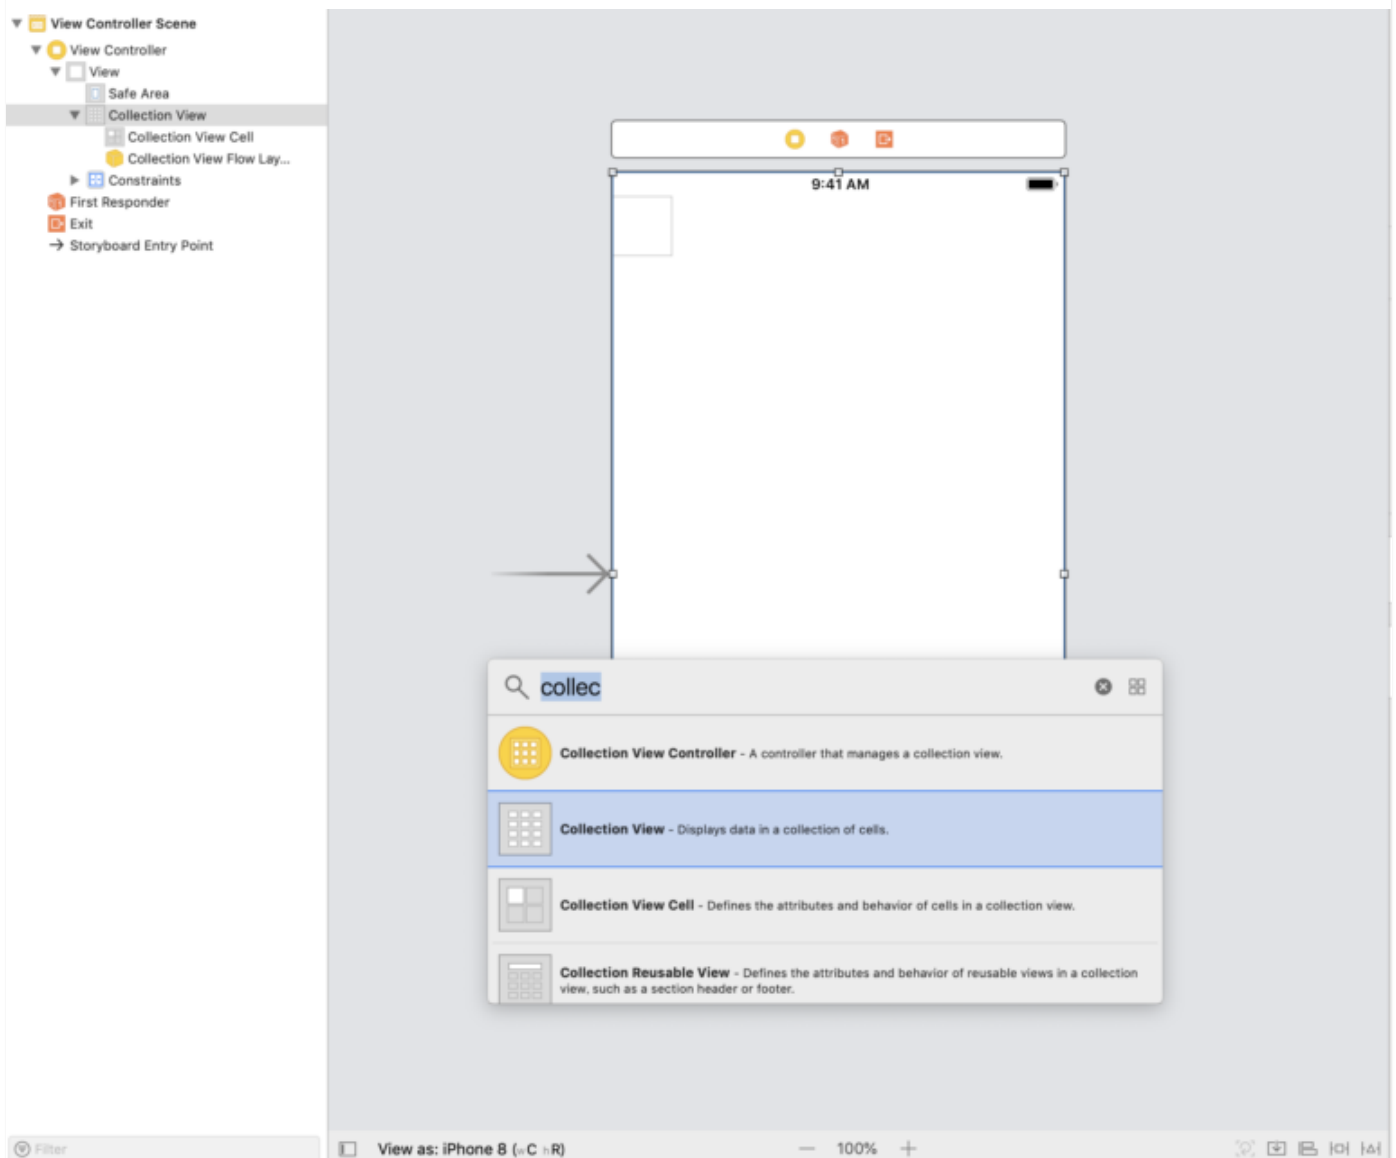 View Controller Scene
View Controller
View
Safe Area
Collection View
Collection View Cell
Collection View Flow Lay...
Constraints
First Responder
Exit
Storyboard Entry Point
9:41 AM
collec
Collection View Controller - A controller that manages a collection view.
Collection View - Displays data in a collection of cells.
Collection View Cell - Defines the attributes and behavior of cells in a collection view.
Collection Reusable View - Defines the attributes and behavior of reusable views in a collection
view, such as a section header or footer.
Filter
View as: iPhone 8 (wC hR)
100%